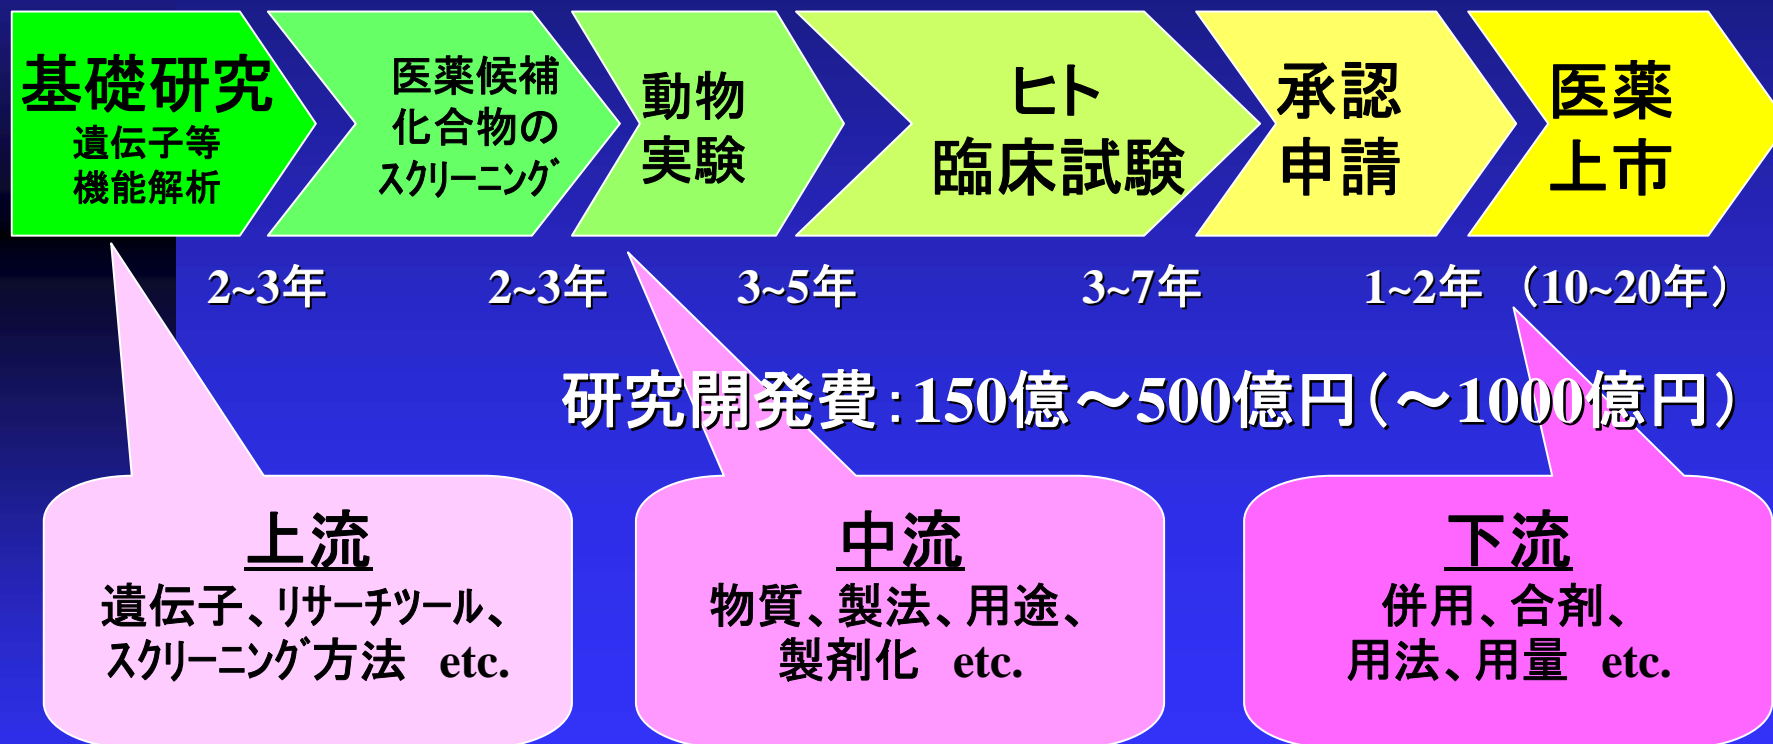 基礎研究
遺伝子等
機能解析
医薬候補
化合物の
ｽｸﾘｰﾆﾝｸﾞ
動物
実験
ヒト
臨床試験
承認
申請
医薬
上市
2~3年
2~3年
3~5年
3~7年
1~2年
（10~20年）
研究開発費：150億～500億円（～1000億円）
上流
遺伝子、ﾘｻｰﾁﾂｰﾙ、
ｽｸﾘｰﾆﾝｸﾞ方法 etc.
中流
物質、製法、用途、
製剤化 etc.
下流
併用、合剤、
用法、用量 etc.